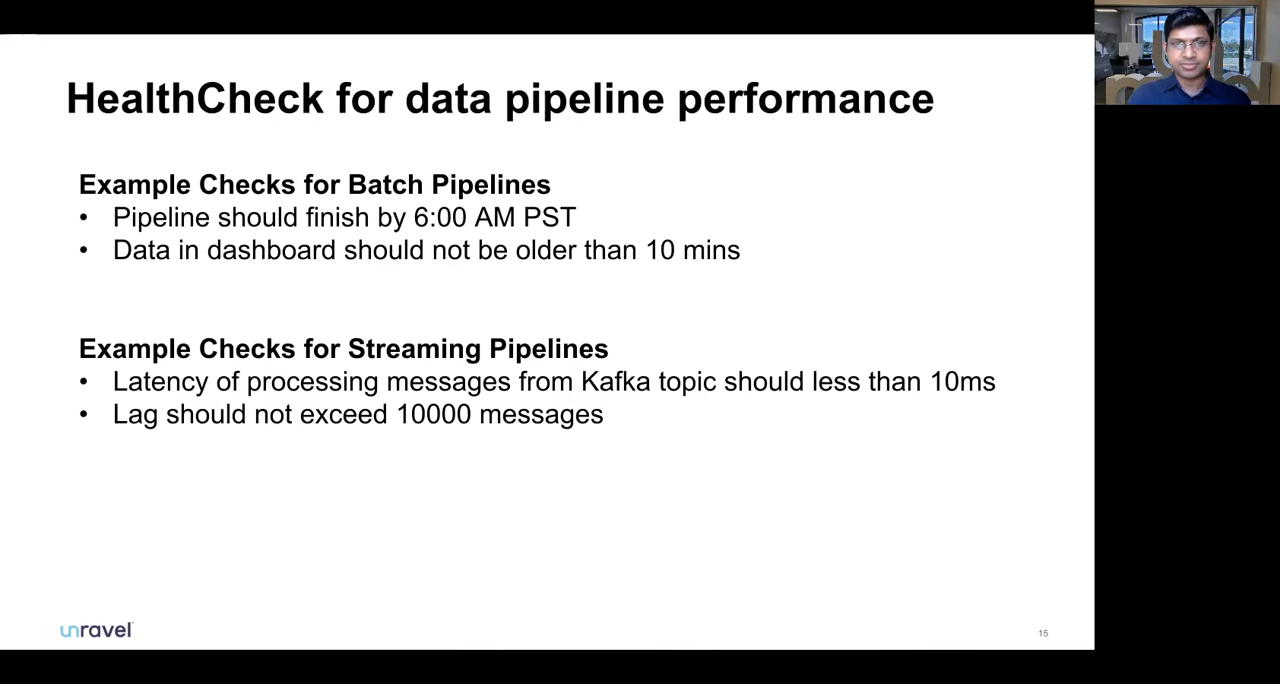 HealthCheck for data pipeline performance
Example Checks for Batch Pipelines
• Pipeline should finish by 6:00 AM PST
• Data in dashboard should not be older than 10 mins
Example Checks for Streaming Pipelines
• Latency of processing messages from Kafka topic should less than 10ms
• Lag should not exceed 10000 messages
unravel
15